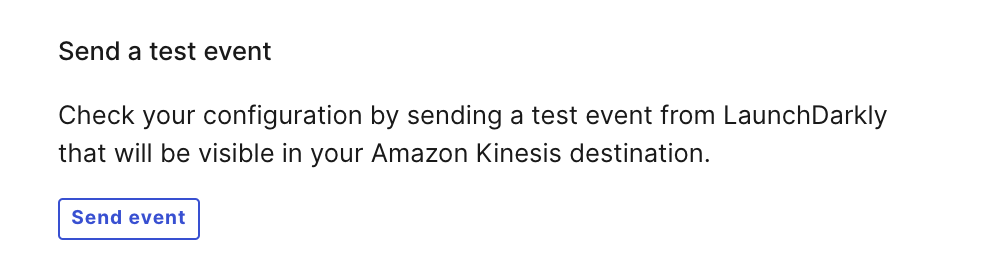 Send a test event
Check your configuration by sending a test event from LaunchDarkly
that will be visible in your Amazon Kinesis destination.
Send event